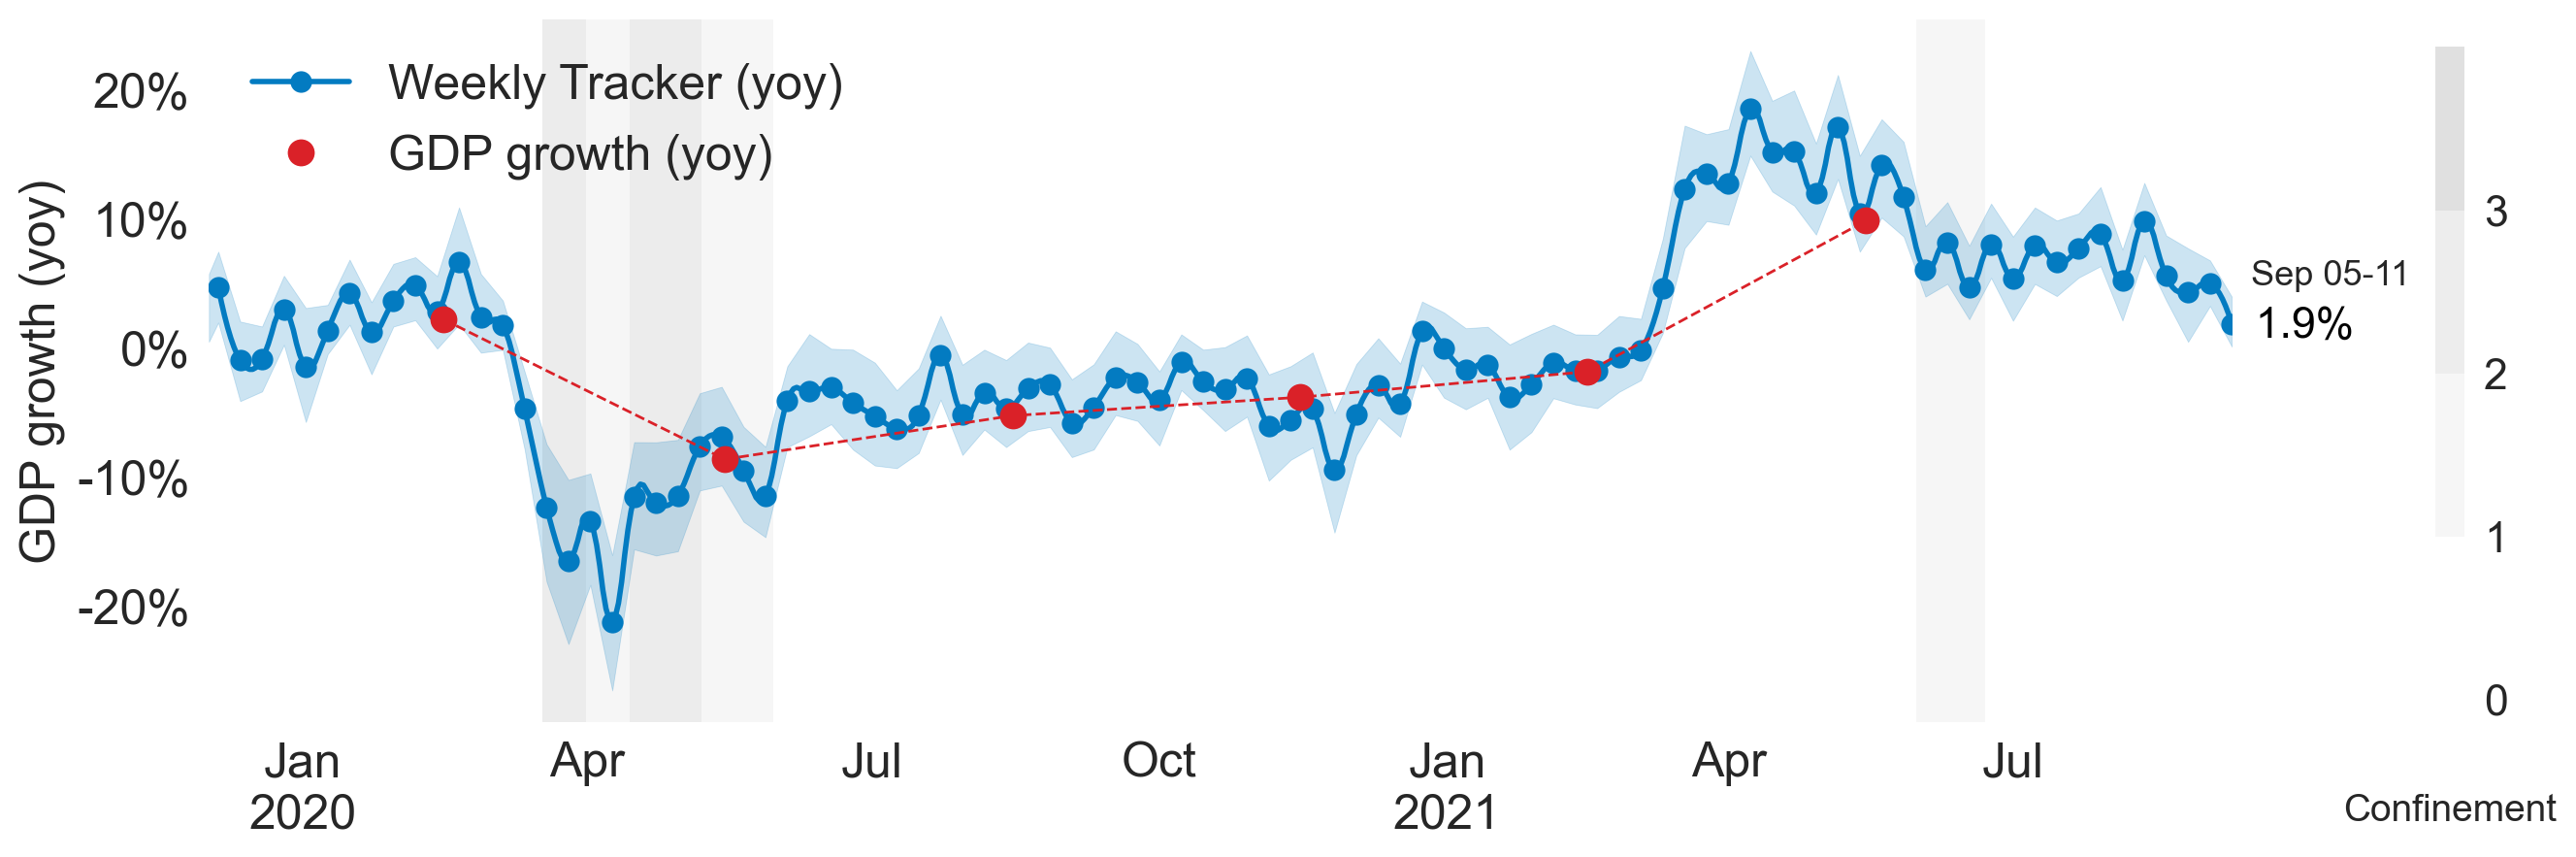 Weekly Tracker (yoy)
GDP growth (yoy)
GDP growth (yoy)
20%
10%
0%
-10%
-20%
Jan
2020
Apr
Jul
Oct
Jan
2021
Apr
Jul
Sep 05-11
1.9%
3
2
1
0
Confinement